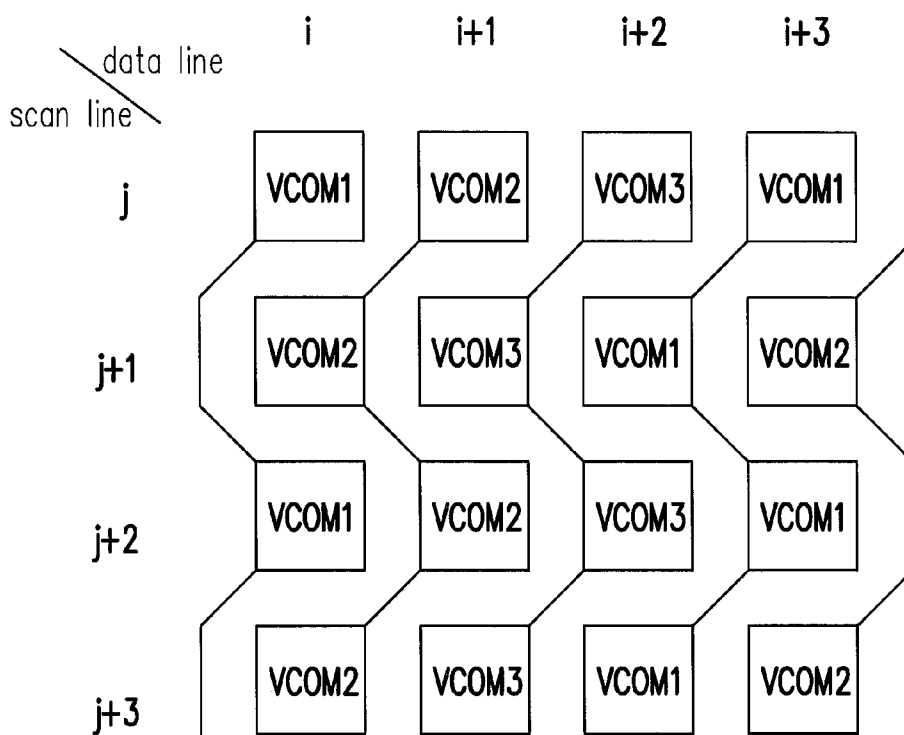 i i+1 i+2 i+3
data line
scan line
j VCOM1 VCOM2 VCOM3 VCOM1
j+1 VCOM2 VCOM3 VCOM1 VCOM2
j+2 VCOM1 VCOM2 VCOM3 VCOM1
j+3 VCOM2 VCOM3 VCOM1 VCOM2